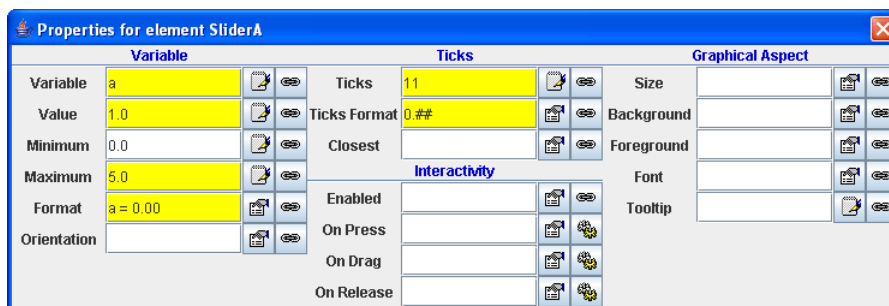 Properties for element SliderA
Variable
Variable a
Value 1.0
Minimum 0.0
Maximum 5.0
Format a = 0.00
Orientation
Ticks
Ticks 11
Ticks Format 0.##
Closest
Interactivity
Enabled
On Press
On Drag
On Release
Graphical Aspect
Size
Background
Foreground
Font
Tooltip